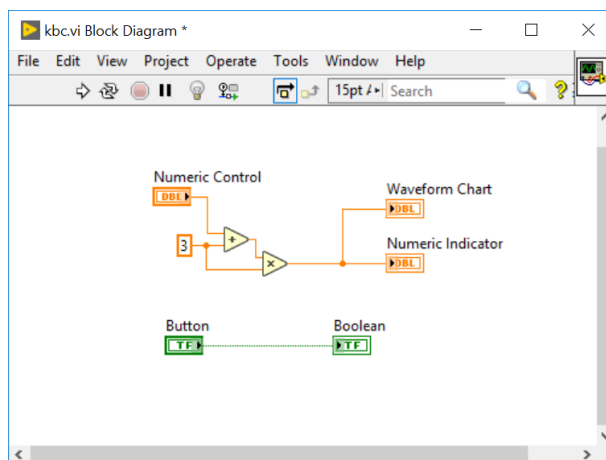 kbc.vi Block Diagram *
File Edit View Project Operate Tools Window Help
15pt Search
Numeric Control
DBL
Waveform Chart
DBL
3
Numeric Indicator
DBL
Button
TF
Boolean
TF